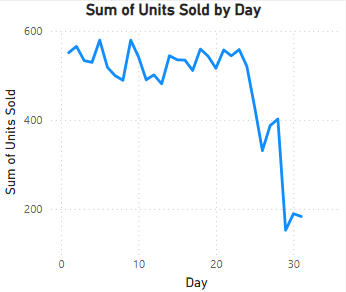 Sum of Units Sold by Day
600
400
200
Sum of Units Sold
0 10 20 30
Day